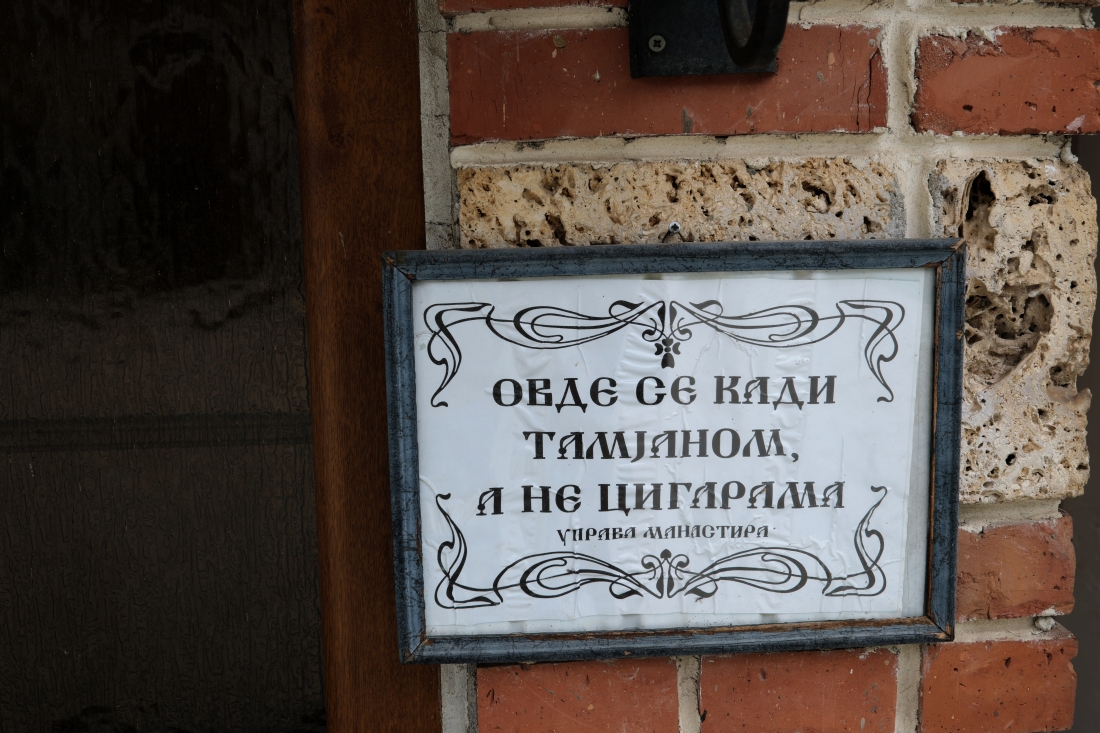 ОВДЕ СЕ КАДИ
ТАМЈАНОМ,
А НЕ ЦИГАРАМА
УПРАВА МАНАСТИРА